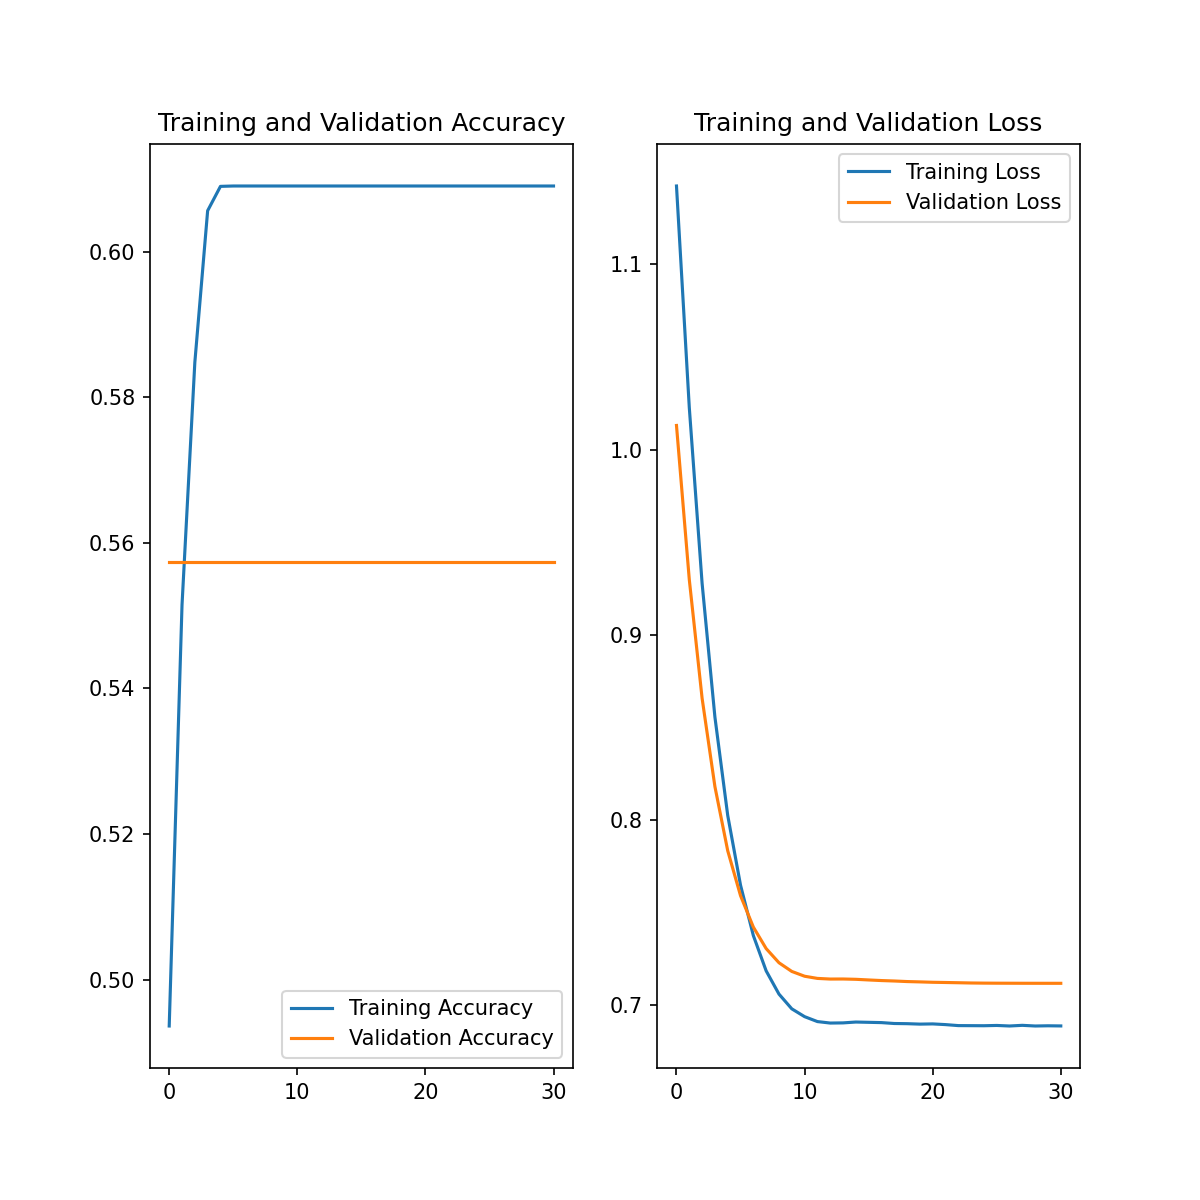 Training and Validation Accuracy
0.60
0.58
0.56
0.54
0.52
0.50
Training Accuracy
Validation Accuracy
0 10 20 30
Training and Validation Loss
Training Loss
Validation Loss
1.1
1.0
0.9
0.8
0.7
0 10 20 30